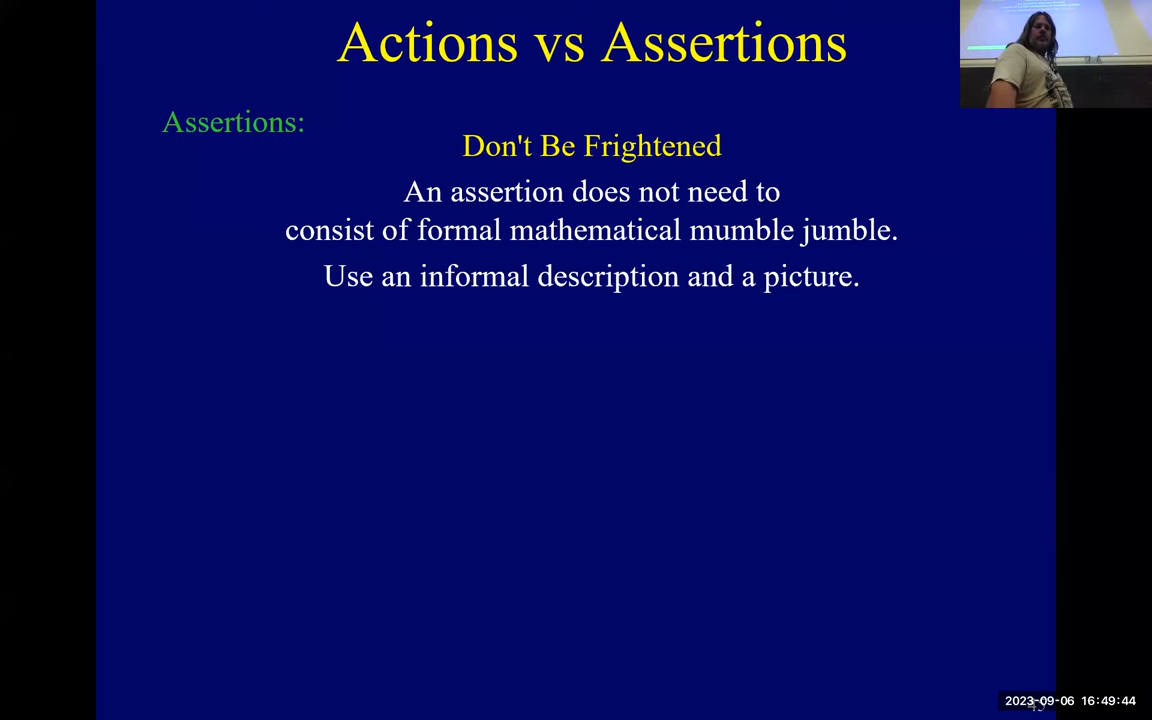 Actions vs Assertions
Assertions:
Don't Be Frightened
An assertion does not need to
consist of formal mathematical mumble jumble.
Use an informal description and a picture.
2023-09-06 16:49:44